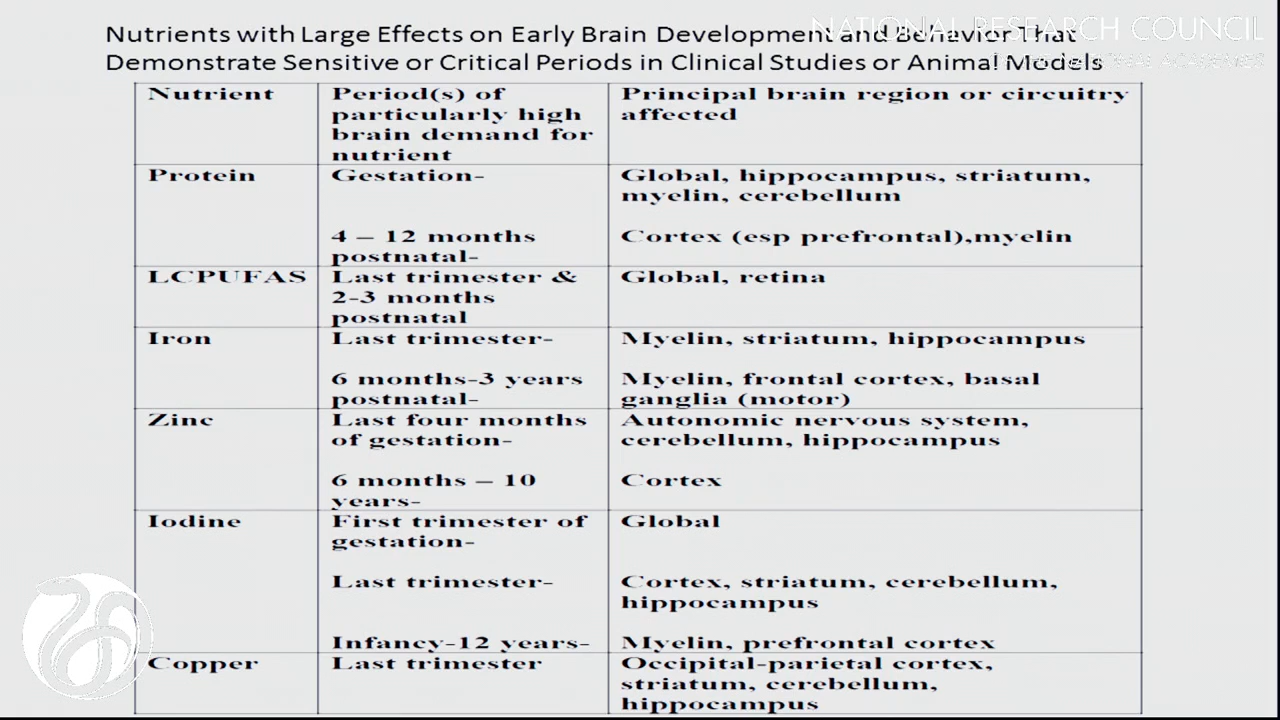 NATIONAL RESEARCH COUNCIL
OF THE NATIONAL ACADEMIES
Nutrients with Large Effects on Early Brain Development and Behavior That
Demonstrate Sensitive or Critical Periods in Clinical Studies or Animal Models
Nutrient
Period(s) of
particularly high
brain demand for
nutrient
Principal brain region or circuitry
affected
Protein
Gestation-
Global, hippocampus, striatum,
myelin, cerebellum
4 – 12 months
postnatal-
Cortex (esp prefrontal),myelin
LCPUFAS
Last trimester &
2-3 months
postnatal
Global, retina
Iron
Last trimester-
Myelin, striatum, hippocampus
6 months-3 years
postnatal-
Myelin, frontal cortex, basal
ganglia (motor)
Zinc
Last four months
of gestation-
Autonomic nervous system,
cerebellum, hippocampus
6 months – 10
years-
Cortex
Iodine
First trimester of
gestation-
Global
Last trimester-
Cortex, striatum, cerebellum,
hippocampus
Infancy-12 years-
Myelin, prefrontal cortex
Copper
Last trimester
Occipital-parietal cortex,
striatum, cerebellum,
hippocampus